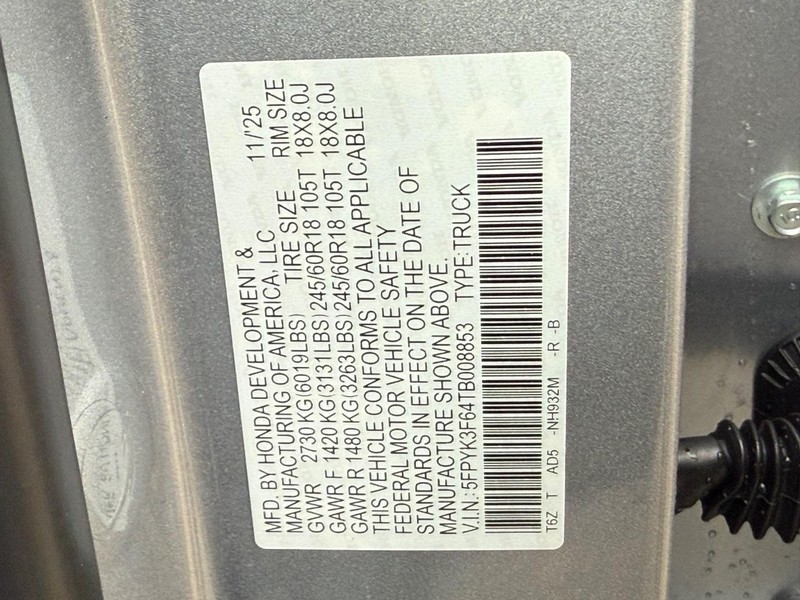 MFD. BY HONDA DEVELOPMENT & 11/'25
MANUFACTURING OF AMERICA, LLC
TIRE SIZE RIM SIZE
GVWR 2730 KG(6019LBS)
GAWR F 1420 KG(3131LBS) 245/60R18 105T 18X8.0J
GAWR R 1480 KG(3263LBS) 245/60R18 105T 18X8.0J
THIS VEHICLE CONFORMS TO ALL APPLICABLE
FEDERAL MOTOR VEHICLE SAFETY
STANDARDS IN EFFECT ON THE DATE OF
MANUFACTURE SHOWN ABOVE.
V.I.N.: 5FPYK3F64TB008853 TYPE:TRUCK
T6Z T AD5 -NH932M -R -B